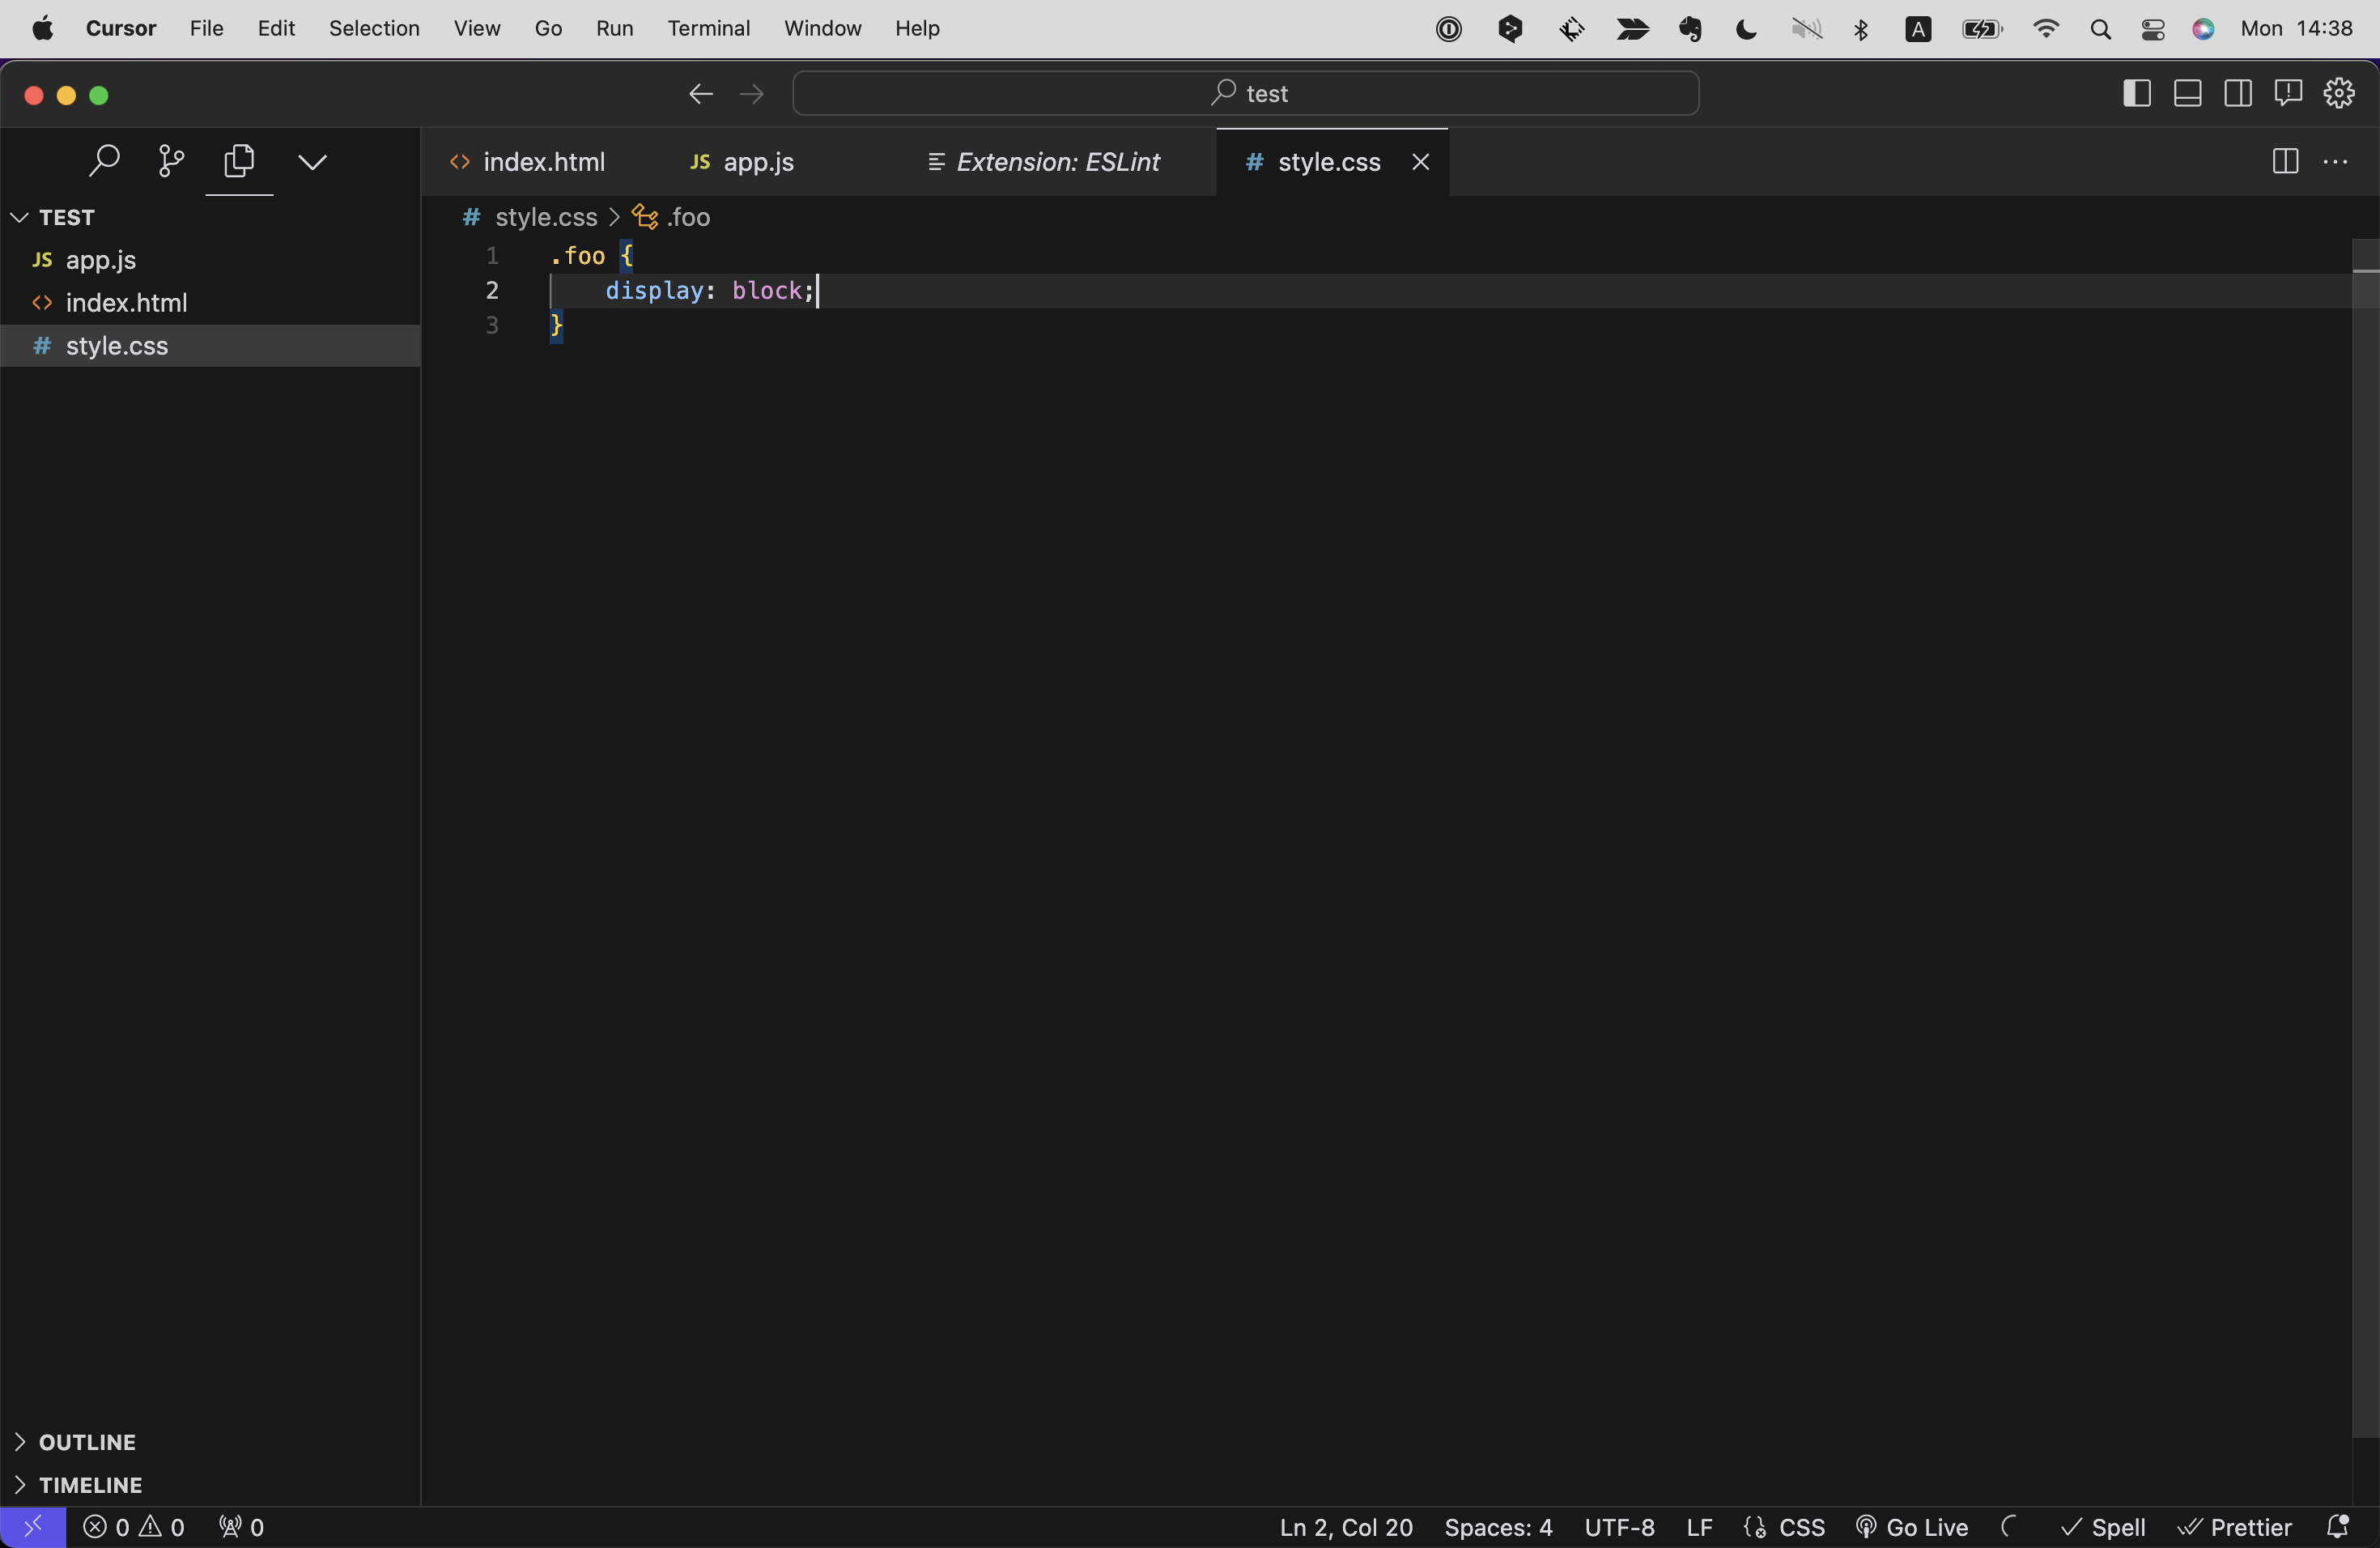 Cursor File Edit Selection View Go Run Terminal Window Help A Mon 14:38
test
index.html JS app.js Extension: ESLint # style.css
TEST
# style.css > .foo
JS app.js
<> index.html
# style.css
1 .foo {
2 display: block;
3 }
OUTLINE
TIMELINE
0 0 0 Ln 2, Col 20 Spaces: 4 UTF-8 LF CSS Go Live Spell Prettier